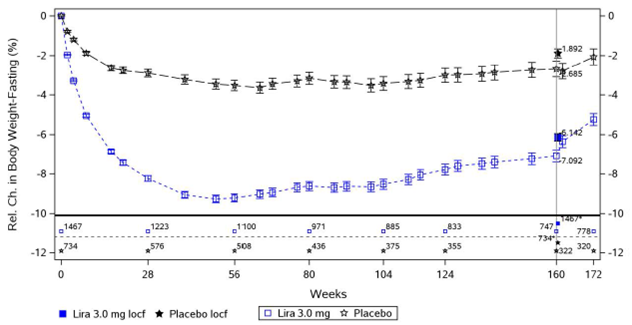 Rel. Ch. in Body Weight-Fasting (%)
0 0
-2 -2
-4 -4
-6 -6
-8 -8
-10 -10
-12 -12
-1.892
-2.685
-6.142
-7.092
1467 1223 1100 971 885 833 747 1467* 778
734 576 508 436 375 355 734* 322 320
0 28 56 80 104 124 160 172
Weeks
Lira 3.0 mg locf Placebo locf Lira 3.0 mg Placebo